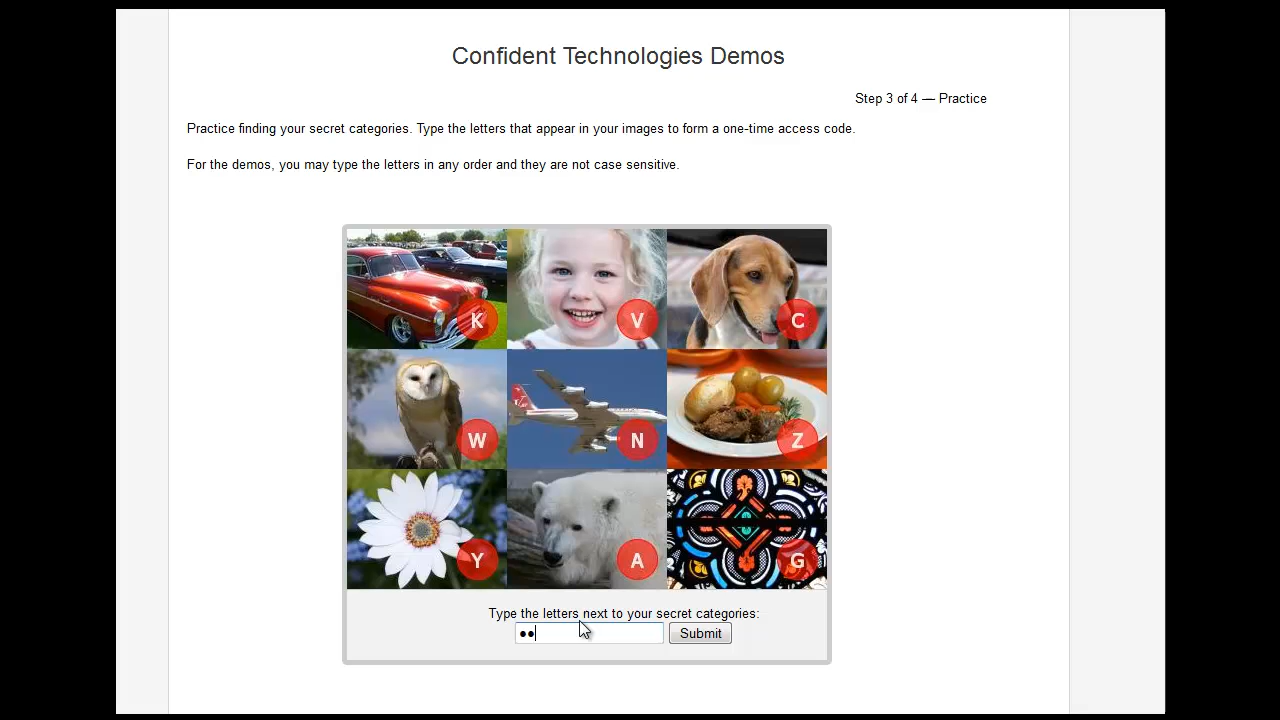 Confident Technologies Demos
Step 3 of 4 — Practice
Practice finding your secret categories. Type the letters that appear in your images to form a one-time access code.
For the demos, you may type the letters in any order and they are not case sensitive.
K V C
W N Z
Y A G
Type the letters next to your secret categories:
●● Submit